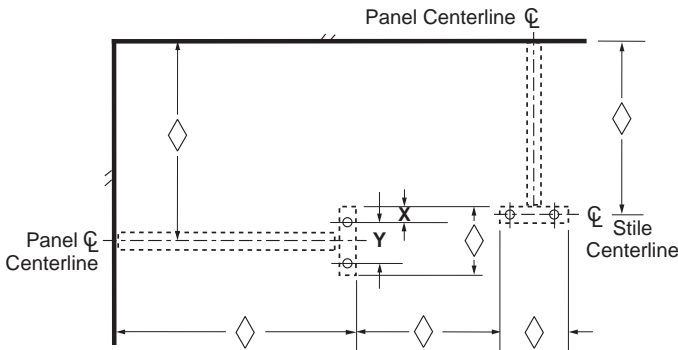 Panel Centerline ℄
X
Y
Panel ℄
Centerline
℄ Stile
Centerline